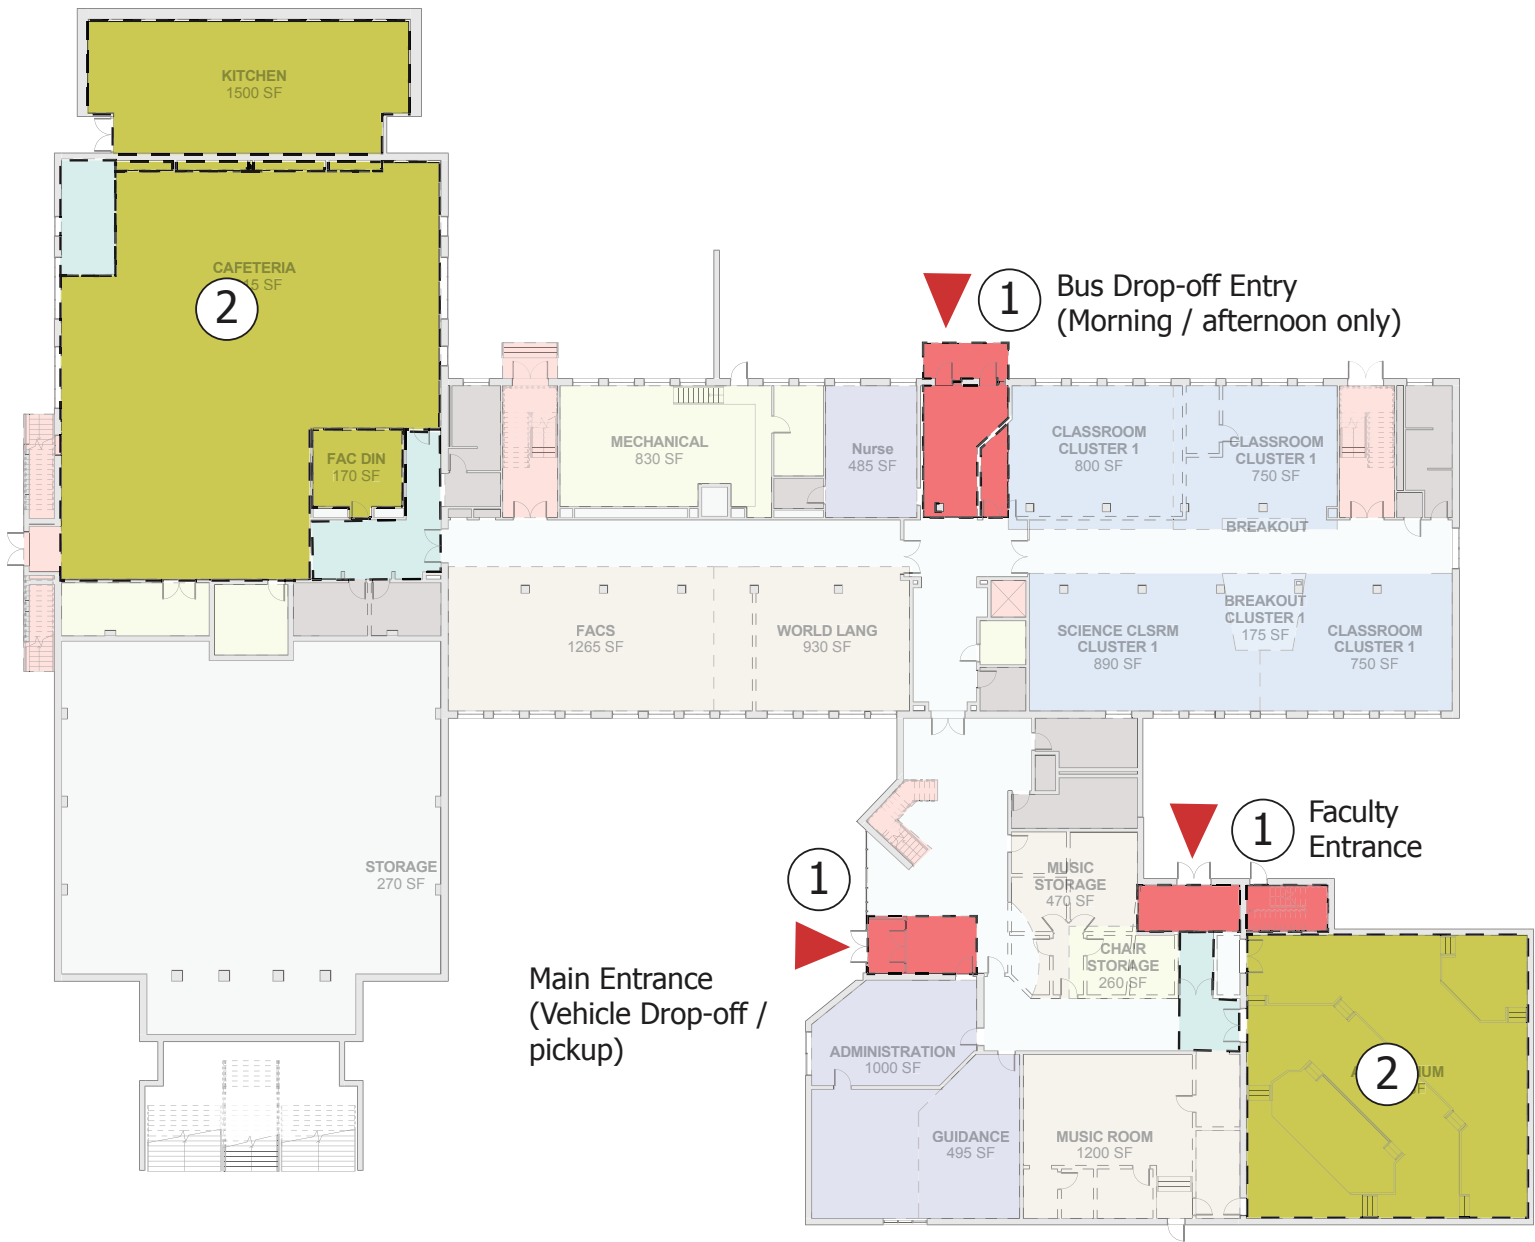 KITCHEN
1500 SF
CAFETERIA
15 SF
2
FAC DIN
170 SF
MECHANICAL
830 SF
Nurse
485 SF
1
Bus Drop-off Entry
(Morning / afternoon only)
CLASSROOM
CLUSTER 1
800 SF
CLASSROOM
CLUSTER 1
750 SF
BREAKOUT
FACS
1265 SF
WORLD LANG
930 SF
SCIENCE CLSRM
CLUSTER 1
890 SF
BREAKOUT
CLUSTER 1
175 SF
CLASSROOM
CLUSTER 1
750 SF
STORAGE
270 SF
1
Main Entrance
(Vehicle Drop-off /
pickup)
MUSIC
STORAGE
470 SF
1
Faculty
Entrance
CHAIR
STORAGE
260 SF
ADMINISTRATION
1000 SF
GUIDANCE
495 SF
MUSIC ROOM
1200 SF
2